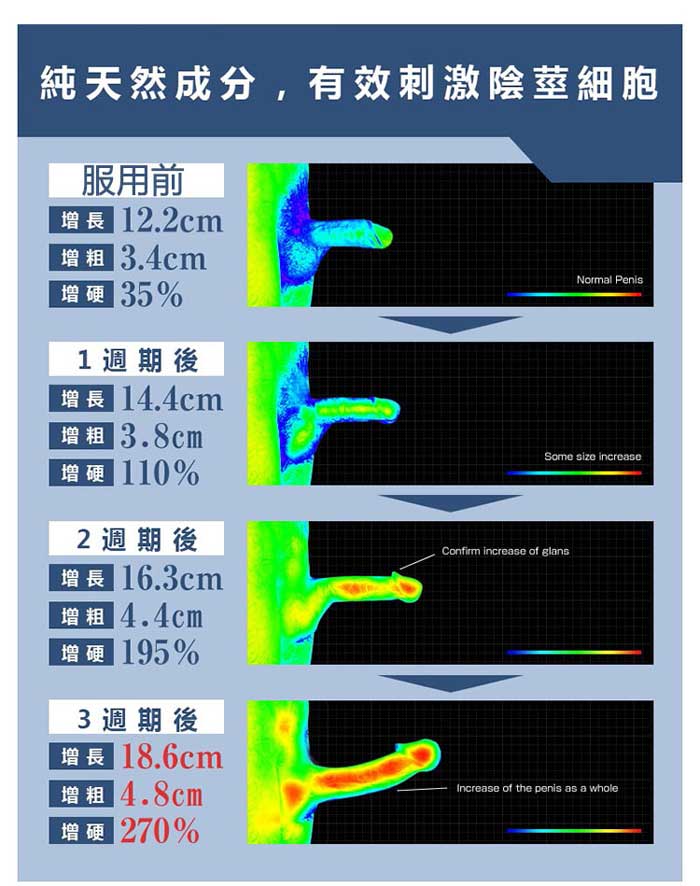 純天然成分，有效刺激陰莖細胞
服用前
增長 12.2cm
增粗 3.4cm
增硬 35%
Normal Penis
1週期後
增長 14.4cm
增粗 3.8cm
增硬 110%
Some size increase
2週期後
增長 16.3cm
增粗 4.4cm
增硬 195%
Confirm increase of glans
3週期後
增長 18.6cm
增粗 4.8cm
增硬 270%
Increase of the penis as a whole